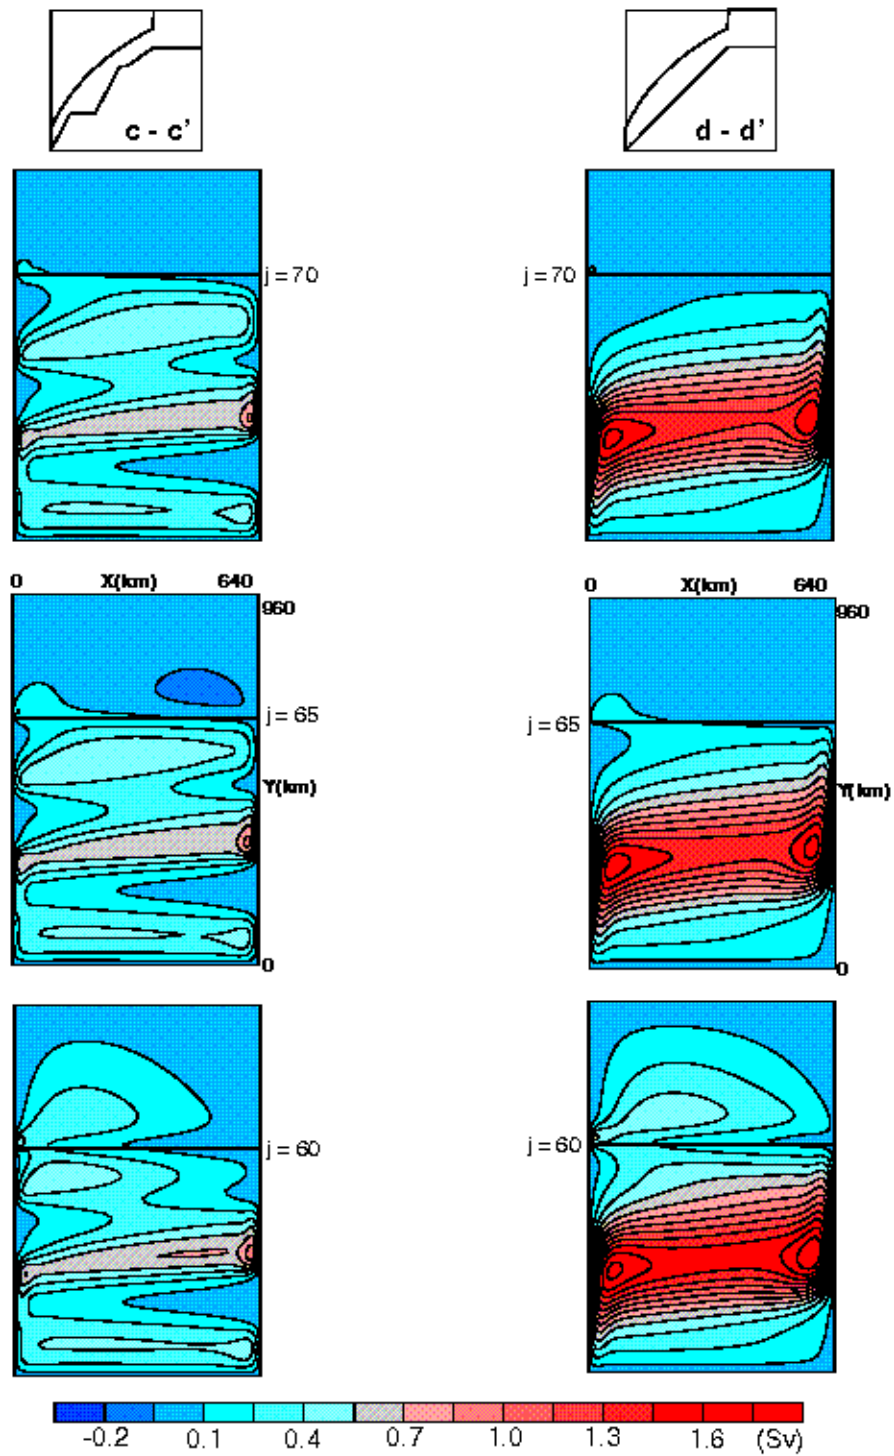 c - c'
d - d'
j = 70
j = 70
0 X(km) 640
0 X(km) 640
960
960
j = 65
j = 65
Y(km)
Y(km)
0
0
j = 60
j = 60
-0.2 0.1 0.4 0.7 1.0 1.3 1.6 (Sv)